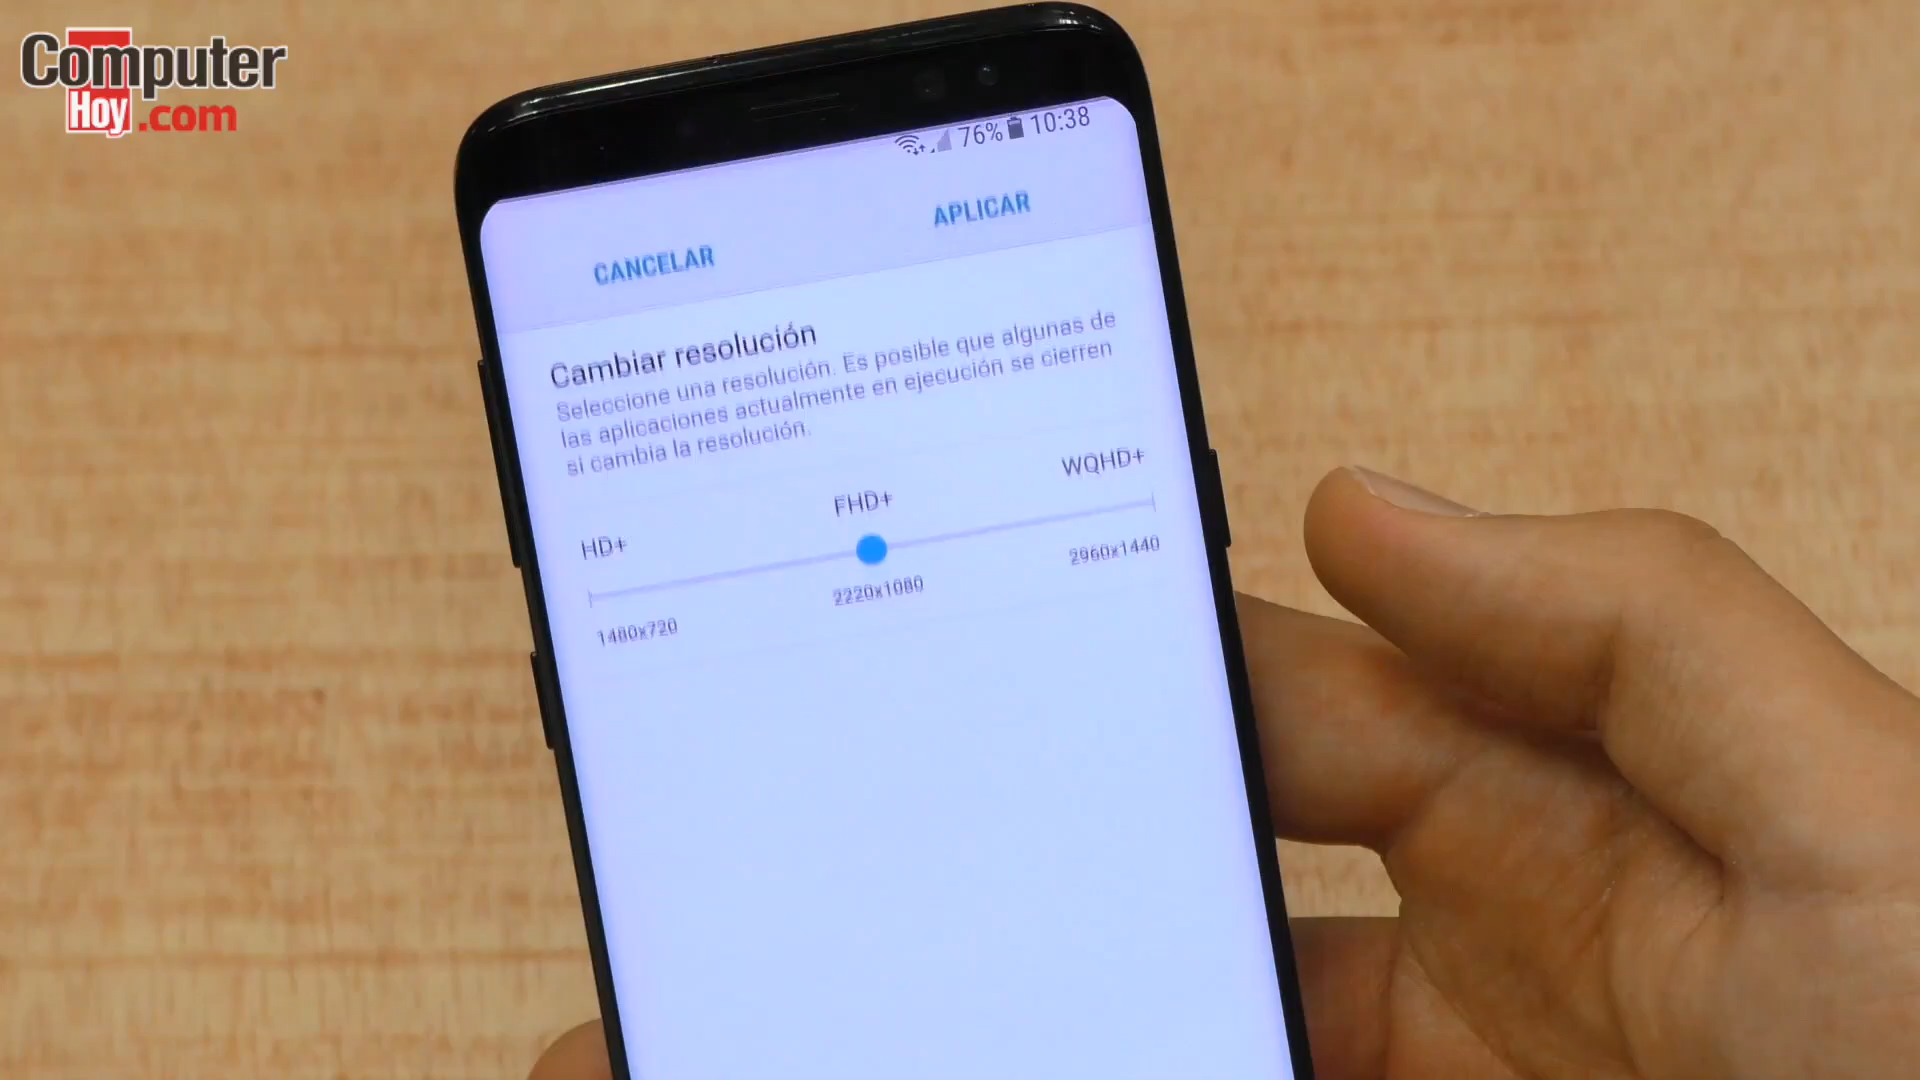 Computer
Hoy.com
76% 10:38
CANCELAR
APLICAR
Cambiar resolución
Seleccione una resolución. Es posible que algunas de
las aplicaciones actualmente en ejecución se cierren
si cambia la resolución.
HD+
FHD+
WQHD+
1480x720
2220x1080
2960x1440